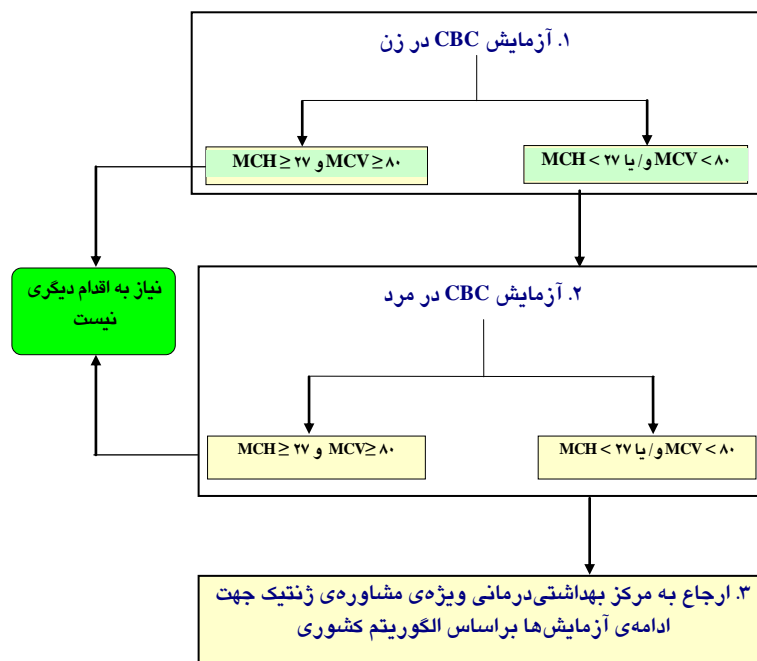 ۱. آزمایش CBC در زن
MCH ≥ ۲۷ و MCV ≥ ۸۰
MCH < ۲۷ و/ یا MCV < ۸۰
نیاز به اقدام دیگری
نیست
۲. آزمایش CBC در مرد
MCH ≥ ۲۷ و MCV≥ ۸۰
MCH < ۲۷ و/ یا MCV < ۸۰
۳. ارجاع به مرکز بهداشتی‌درمانی ویژه‌ی مشاوره‌ی ژنتیک جهت
ادامه‌ی آزمایش‌ها براساس الگوریتم کشوری